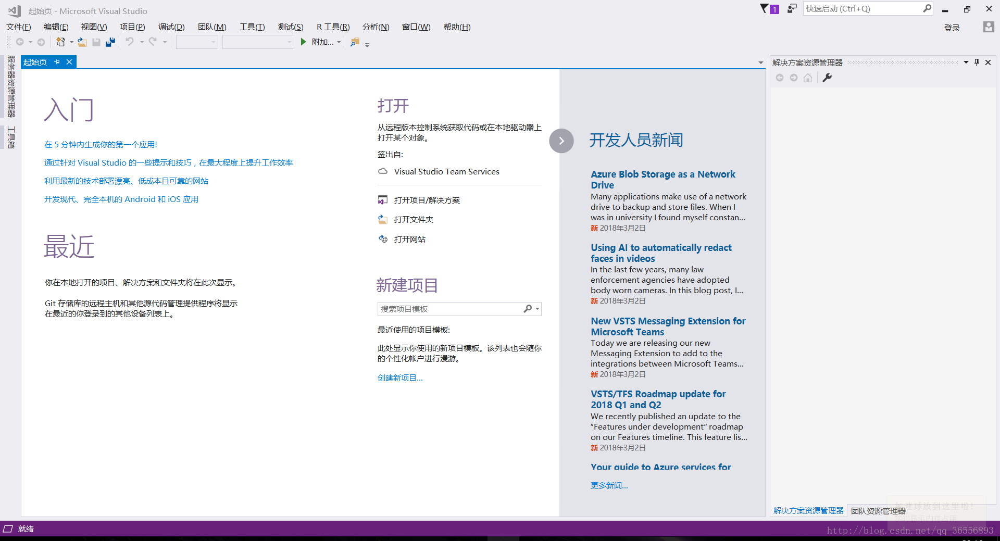 起始页 - Microsoft Visual Studio
1
快速启动 (Ctrl+Q)
文件(F) 编辑(E) 视图(V) 项目(P) 调试(D) 团队(M) 工具(T) 测试(S) R 工具(R) 分析(N) 窗口(W) 帮助(H)
登录
附加...
服务器资源管理器
工具箱
起始页
入门
在 5 分钟内生成你的第一个应用!
通过针对 Visual Studio 的一些提示和技巧，在最大程度上提升工作效率
利用最新的技术部署漂亮、低成本且可靠的网站
开发现代、完全本机的 Android 和 iOS 应用
最近
你在本地打开的项目、解决方案和文件夹将在此次显示。
Git 存储库的远程主机和其他源代码管理提供程序将显示
在最近的你登录到的其他设备列表上。
打开
从远程版本控制系统获取代码或在本地驱动器上
打开某个对象。
签出自:
Visual Studio Team Services
打开项目/解决方案
打开文件夹
打开网站
新建项目
搜索项目模板
最近使用的项目模板:
此处显示你使用的新项目模板。该列表也会随你
的个性化帐户进行漫游。
创建新项目...
开发人员新闻
Azure Blob Storage as a Network
Drive
Many applications make use of a network
drive to backup and store files. When I
was in university I found myself constan...
新 2018年3月2日
Using AI to automatically redact
faces in videos
In the last few years, many law
enforcement agencies have adopted
body worn cameras. In this blog post, I...
新 2018年3月2日
New VSTS Messaging Extension for
Microsoft Teams
Today we are releasing our new
Messaging Extension to add to the
integrations between Microsoft Teams...
新 2018年3月2日
VSTS/TFS Roadmap update for
2018 Q1 and Q2
We recently published an update to the
“Features under development” roadmap
on our Features timeline. This feature lis...
新 2018年3月2日
Your guide to Azure services for
更多新闻...
解决方案资源管理器
解决方案资源管理器 团队资源管理器
加速球放到这里啦!
实时显示内存占用
就绪
http://blog.csdn.net/qq_36556893